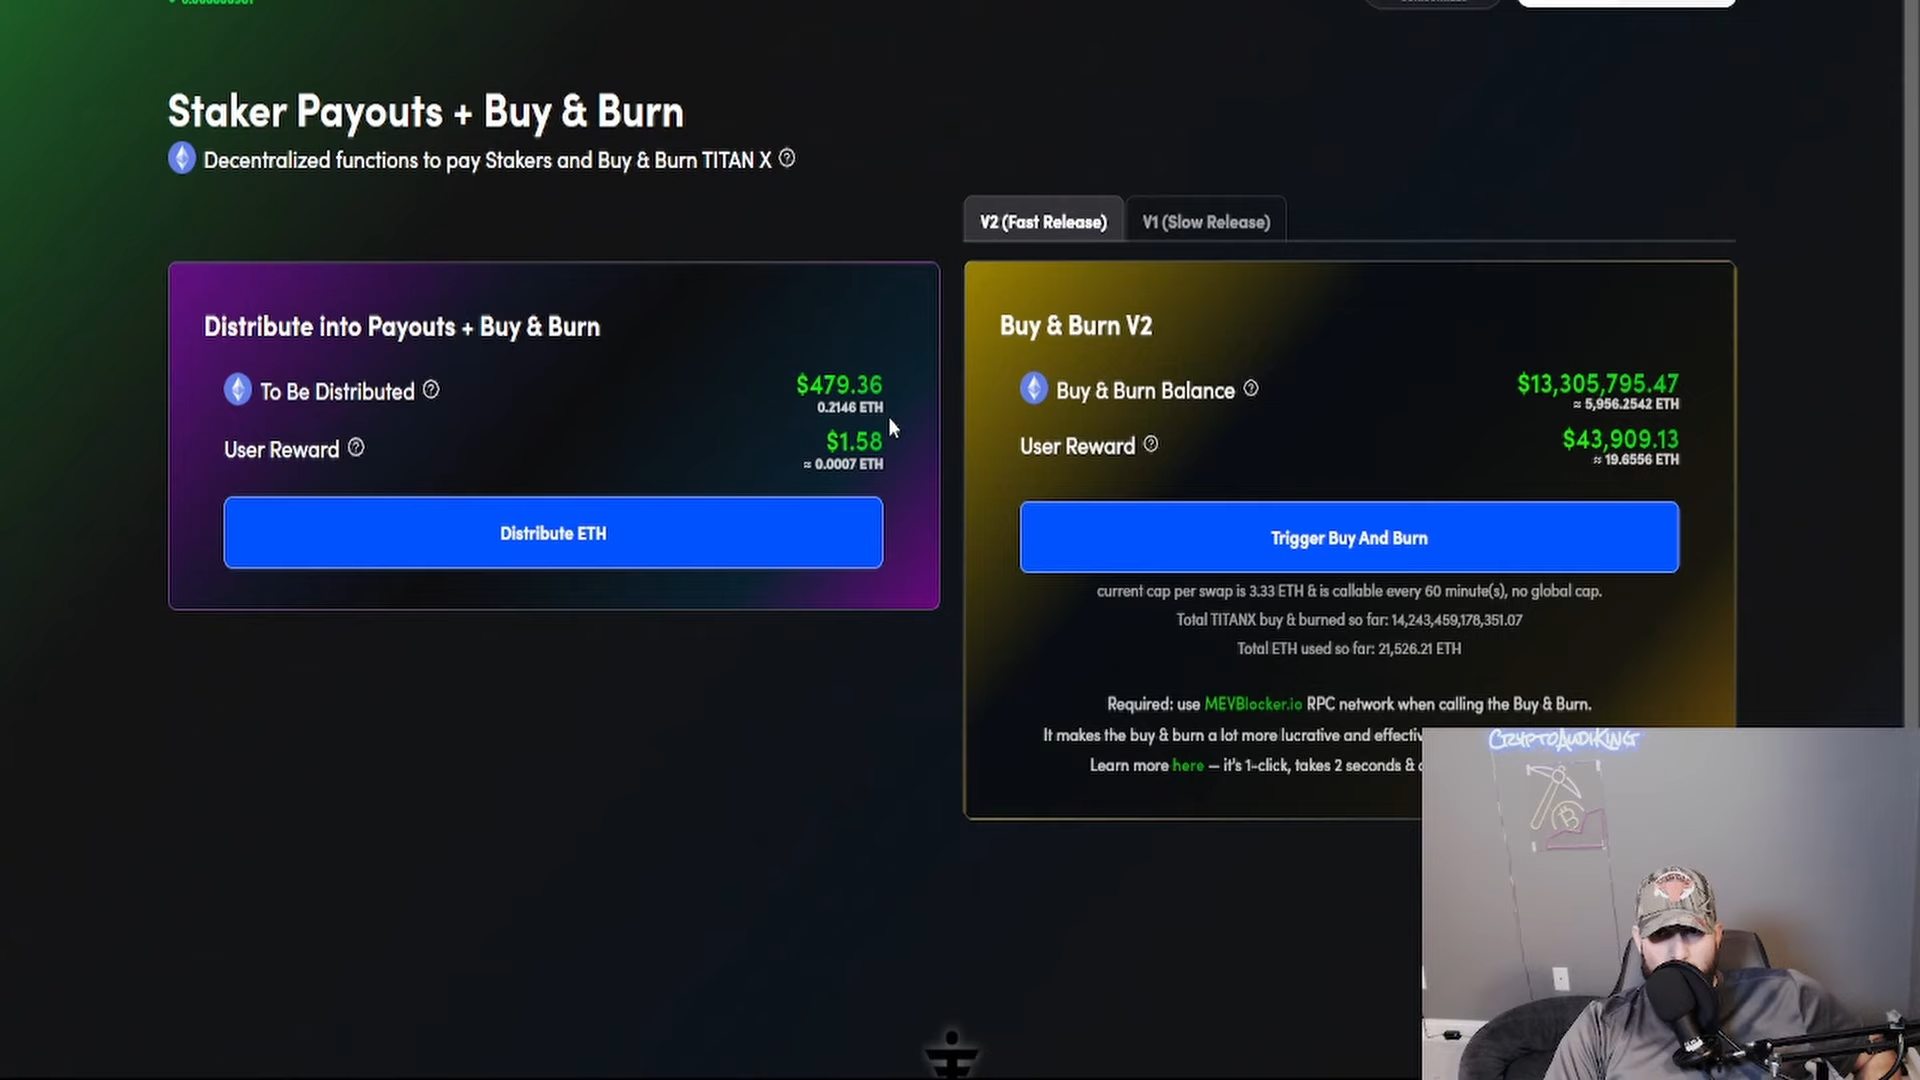 Staker Payouts + Buy & Burn
Decentralized functions to pay Stakers and Buy & Burn TITAN X
V2 (Fast Release)
V1 (Slow Release)
Distribute into Payouts + Buy & Burn
To Be Distributed
$479.36
0.2146 ETH
User Reward
$1.58
≈ 0.0007 ETH
Distribute ETH
Buy & Burn V2
Buy & Burn Balance
$13,305,795.47
≈ 5,956.2542 ETH
User Reward
$43,909.13
≈ 19.6556 ETH
Trigger Buy And Burn
current cap per swap is 3.33 ETH & is callable every 60 minute(s), no global cap.
Total TITANX buy & burned so far: 14,243,459,178,351.07
Total ETH used so far: 21,526.21 ETH
Required: use MEVBlocker.io RPC network when calling the Buy & Burn.
It makes the buy & burn a lot more lucrative and
Learn more here – it's 1-click, takes 2 seconds &
CRYPTOAUDIKING